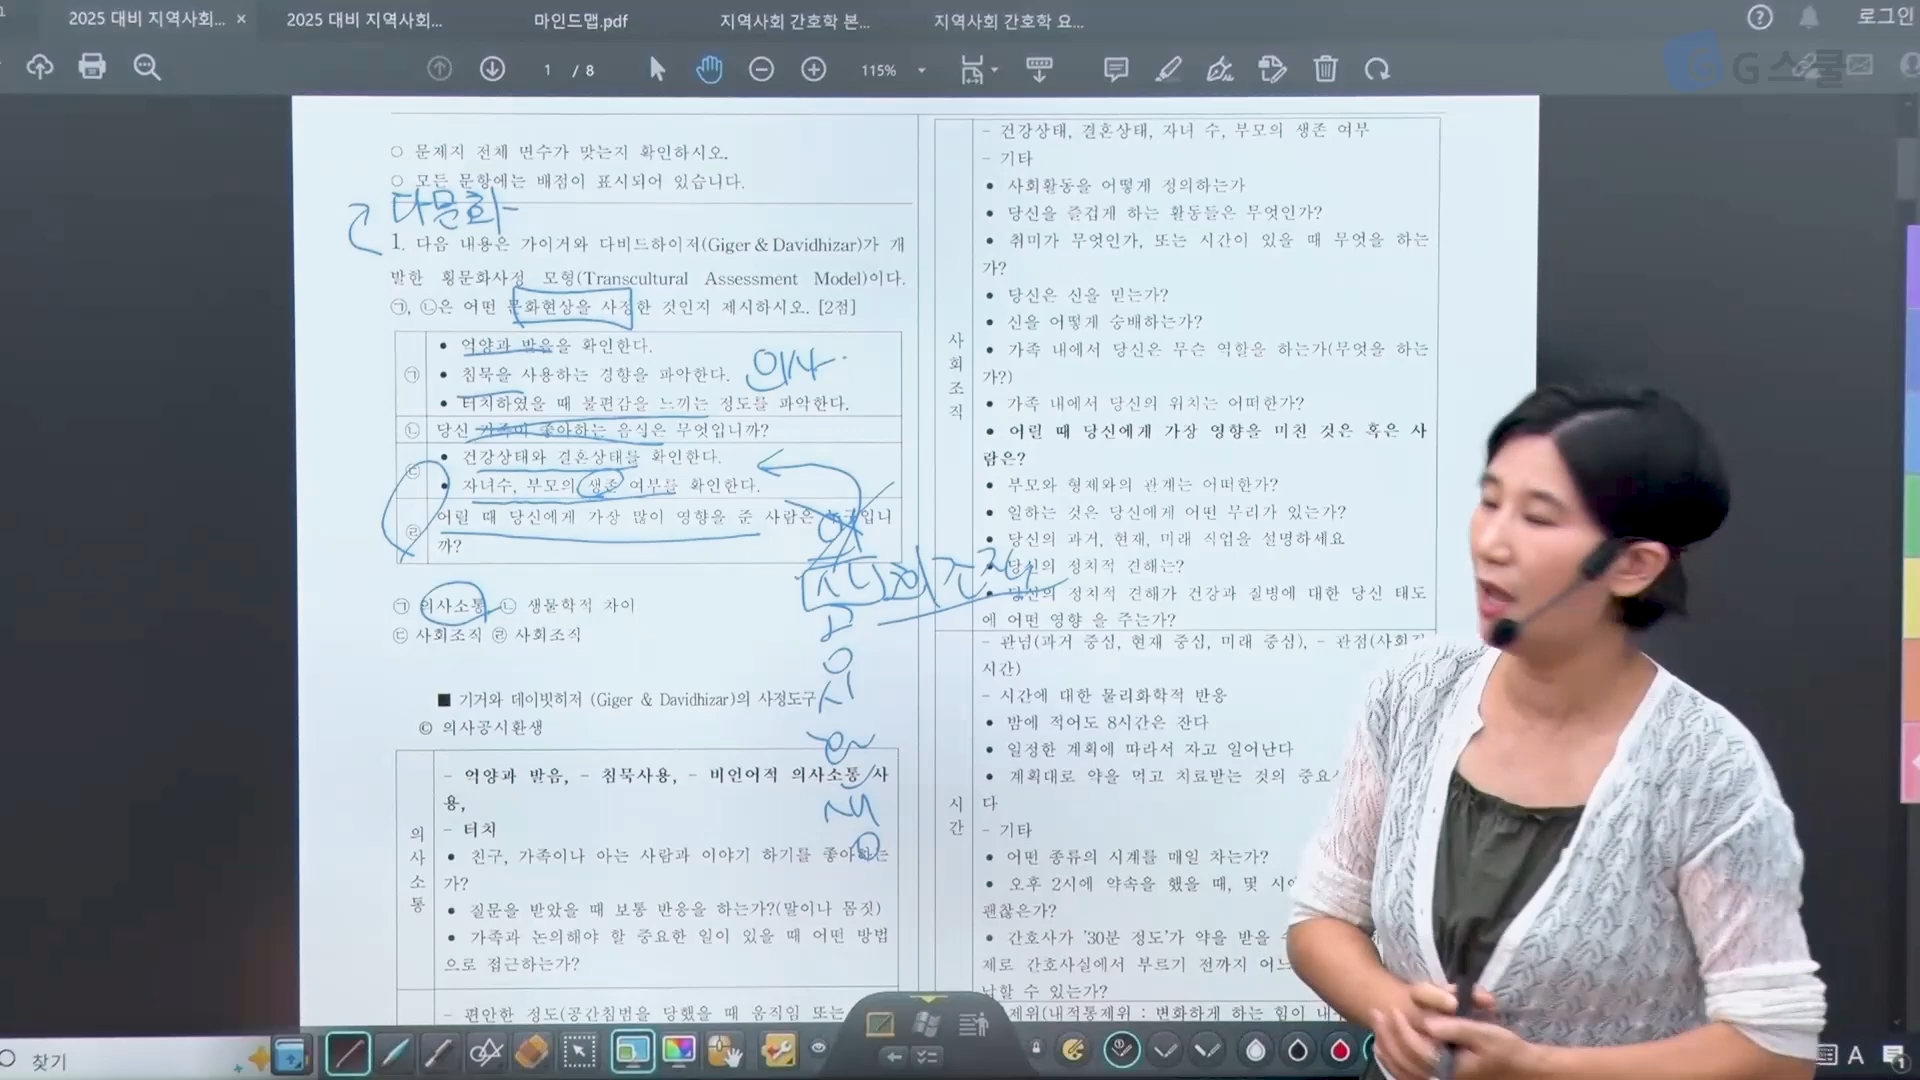 2025 대비 지역사회...
2025 대비 지역사회...
마인드맵.pdf
지역사회 간호학 본...
지역사회 간호학 요...
로그인
1 / 8
115%
G스쿨
○ 문제지 전체 면수가 맞는지 확인하시오.
○ 모든 문항에는 배점이 표시되어 있습니다.
다문화
1. 다음 내용은 가이거와 다비드하이저(Giger & Davidhizar)가 개
발한 횡문화사정 모형(Transcultural Assessment Model)이다.
㉠, ㉡은 어떤 문화현상을 사정한 것인지 제시하시오. [2점]
㉠
• 억양과 발음을 확인한다.
• 침묵을 사용하는 경향을 파악한다.
• 터치하였을 때 불편감을 느끼는 정도를 파악한다.
의사
㉡ 당신 가족이 좋아하는 음식은 무엇입니까?
㉢
• 건강상태와 결혼상태를 확인한다.
• 자녀수, 부모의 생존 여부를 확인한다.
㉣
어릴 때 당신에게 가장 많이 영향을 준 사람은 누구입니
까?
사회조직
㉠ 의사소통 ㉡ 생물학적 차이
㉢ 사회조직 ㉣ 사회조직
■ 기거와 데이빗히저 (Giger & Davidhizar)의 사정도구
© 의사공시환생
의사소통
- 억양과 발음, - 침묵사용, - 비언어적 의사소통 사
용,
- 터치
• 친구, 가족이나 아는 사람과 이야기 하기를 좋아하는
가?
• 질문을 받았을 때 보통 반응을 하는가?(말이나 몸짓)
• 가족과 논의해야 할 중요한 일이 있을 때 어떤 방법
으로 접근하는가?
- 편안한 정도(공간침범을 당했을 때 움직임 또는
사회조직
- 건강상태, 결혼상태, 자녀 수, 부모의 생존 여부
- 기타
• 사회활동을 어떻게 정의하는가
• 당신을 즐겁게 하는 활동들은 무엇인가?
• 취미가 무엇인가, 또는 시간이 있을 때 무엇을 하는
가?
• 당신은 신을 믿는가?
• 신을 어떻게 숭배하는가?
• 가족 내에서 당신은 무슨 역할을 하는가(무엇을 하는
가?)
• 가족 내에서 당신의 위치는 어떠한가?
• 어릴 때 당신에게 가장 영향을 미친 것은 혹은 사
람은?
• 부모와 형제와의 관계는 어떠한가?
• 일하는 것은 당신에게 어떤 무리가 있는가?
• 당신의 과거, 현재, 미래 직업을 설명하세요
• 당신의 정치적 견해는?
• 당신의 정치적 견해가 건강과 질병에 대한 당신 태도
에 어떤 영향 을 주는가?
시간
- 관념(과거 중심, 현재 중심, 미래 중심), - 관점(사회적
시간)
- 시간에 대한 물리화학적 반응
• 밤에 적어도 8시간은 잔다
• 일정한 계획에 따라서 자고 일어난다
• 계획대로 약을 먹고 치료받는 것의
다
- 기타
• 어떤 종류의 시계를 매일 차는가?
• 오후 2시에 약속을 했을 때, 몇
괜찮은가?
• 간호사가 '30분 정도'가 약을 받을
제로 간호사실에서 부르기 전까지
납할 수 있는가?
제위(내적통제위 : 변화하게 하는 힘이
찾기
A